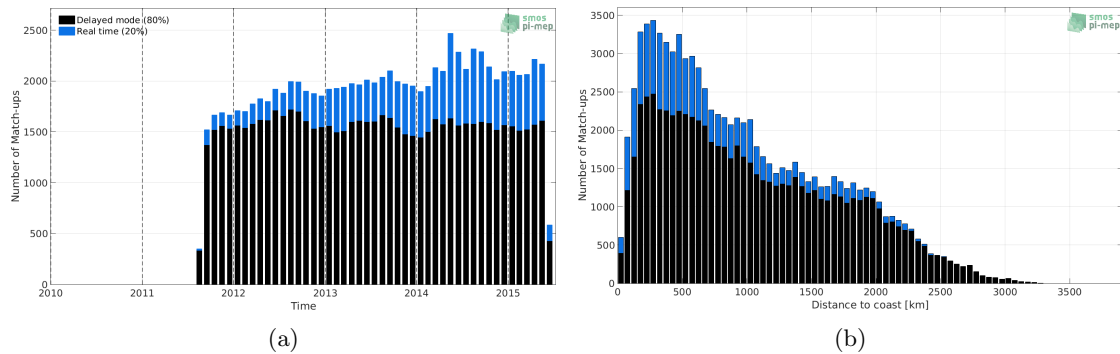 Delayed mode (80%)
Real time (20%)
smos
pi-mep
Number of Match-ups
2500
2000
1500
1000
500
0
2010
2011
2012
2013
2014
2015
Time
(a)
smos
pi-mep
Number of Match-ups
3500
3000
2500
2000
1500
1000
500
0
0
500
1000
1500
2000
2500
3000
3500
Distance to coast [km]
(b)